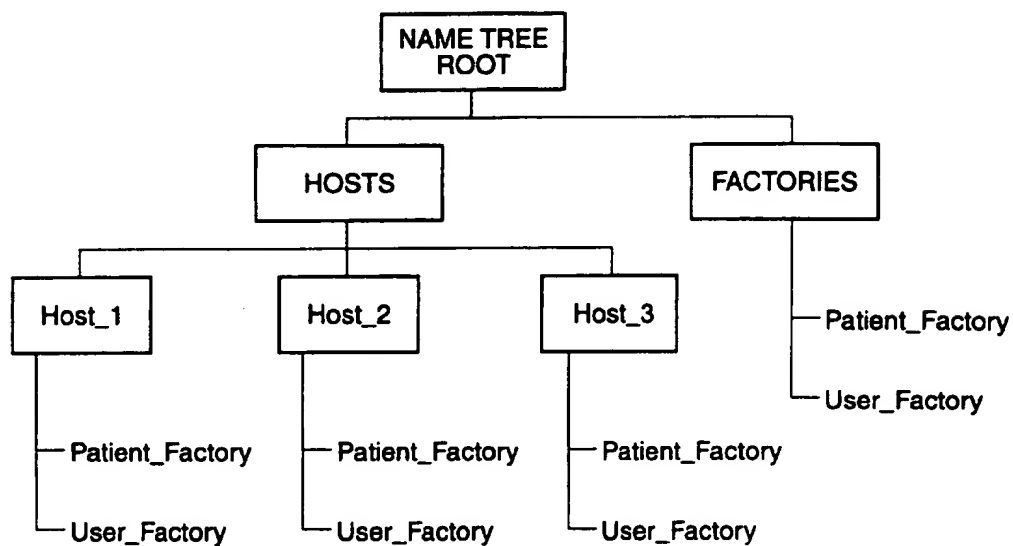 NAME TREE
ROOT
HOSTS
FACTORIES
Host_1
Host_2
Host_3
Patient_Factory
User_Factory
Patient_Factory
Patient_Factory
Patient_Factory
User_Factory
User_Factory
User_Factory